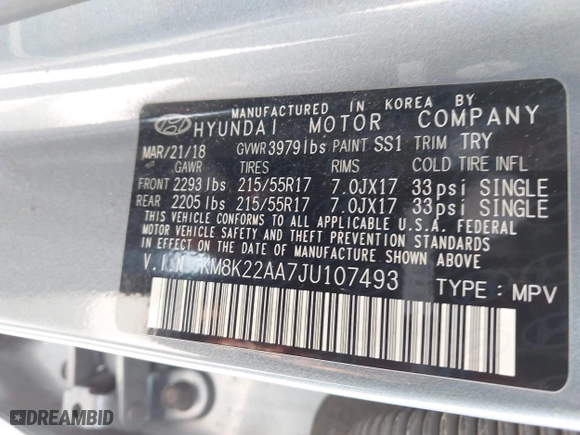 MANUFACTURED IN KOREA BY
HYUNDAI MOTOR COMPANY
MAR/21/18 GVWR 3979 lbs PAINT SS1 TRIM TRY
GAWR TIRES RIMS COLD TIRE INFL
FRONT 2293 lbs 215/55R17 7.0JX17 33 psi SINGLE
REAR 2205 lbs 215/55R17 7.0JX17 33 psi SINGLE
THIS VEHICLE CONFORMS TO ALL APPLICABLE U.S.A. FEDERAL
MOTOR VEHICLE SAFETY, BUMPER, AND THEFT PREVENTION STANDARDS
IN EFFECT ON THE DATE OF MANUFACTURE SHOWN ABOVE.
V.I.N KM8K22AA7JU107493 TYPE : MPV
DREAMBID